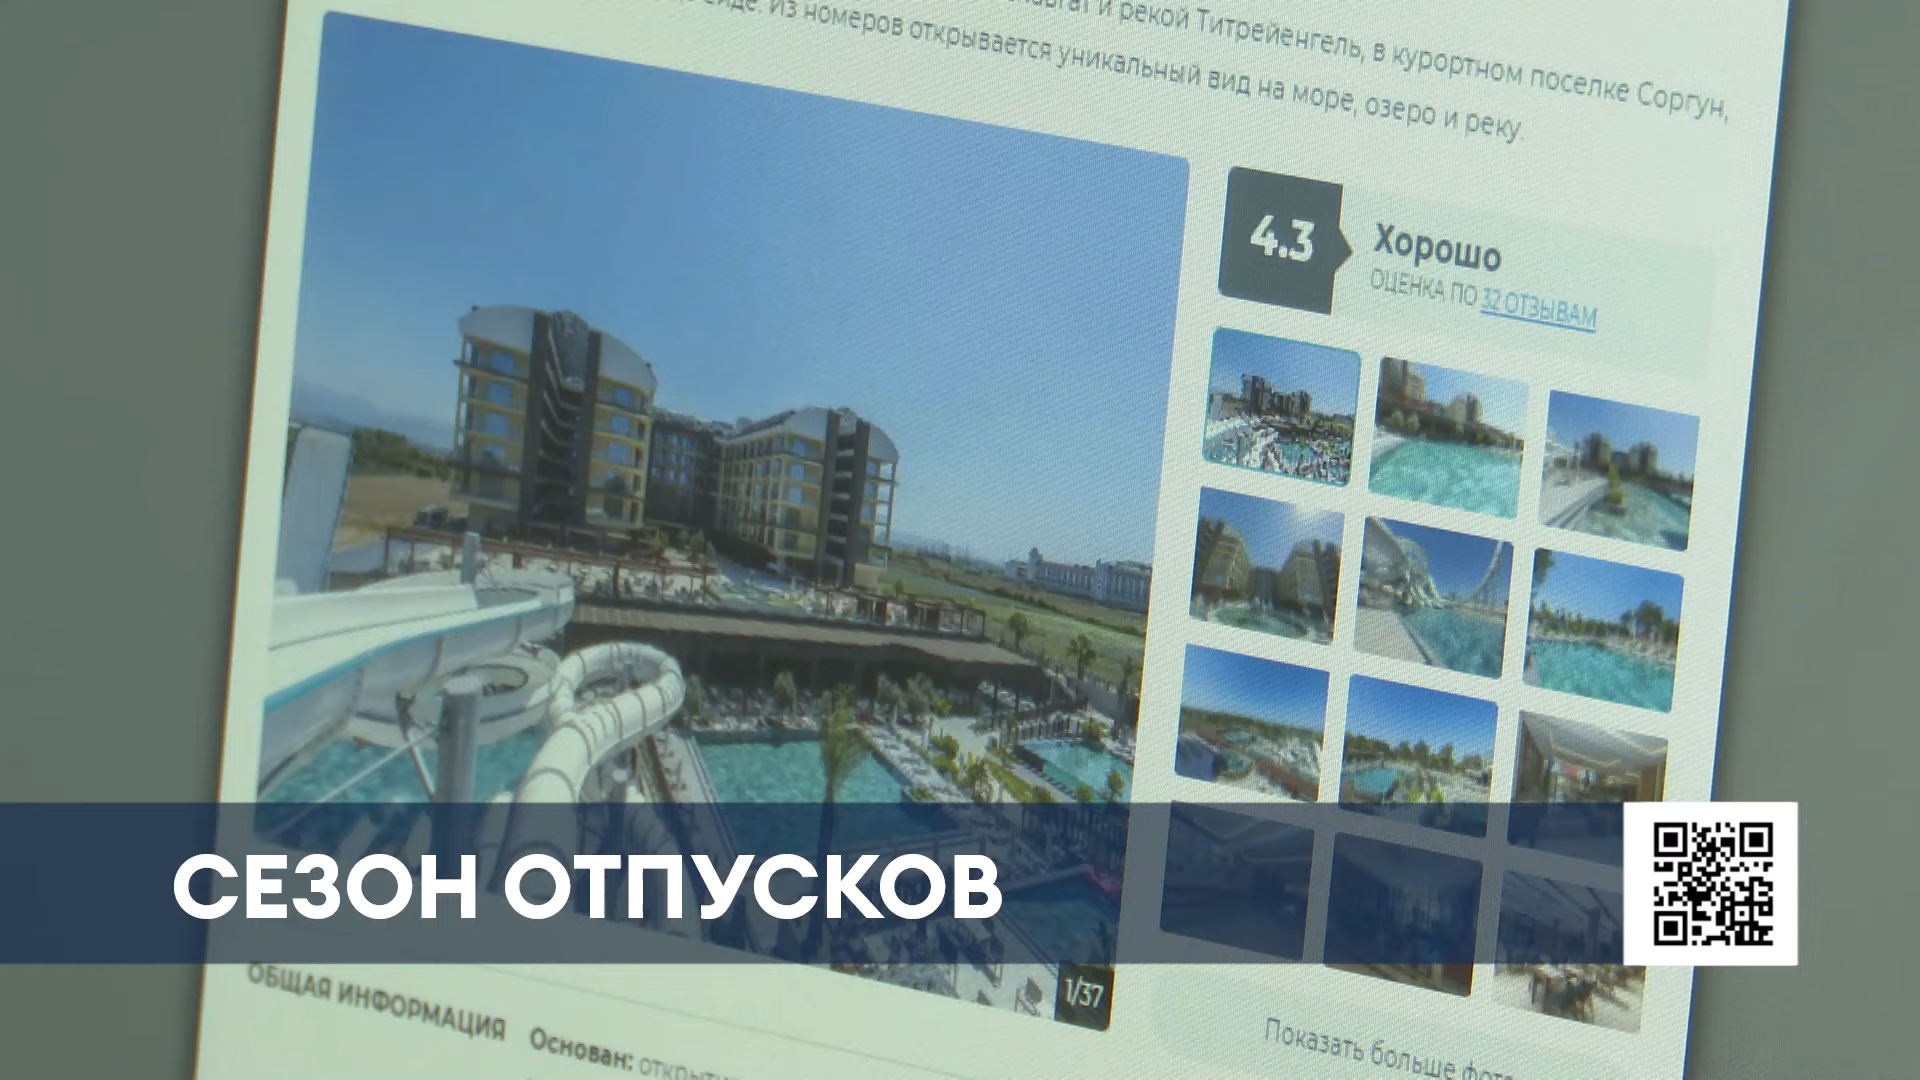 и рекой Титрейенгель, в курортном поселке Соргун,
Из номеров открывается уникальный вид на море, озеро и реку.
4.3
Хорошо
ОЦЕНКА ПО 32 ОТЗЫВАМ
СЕЗОН ОТПУСКОВ
1/37
ОБЩАЯ ИНФОРМАЦИЯ
Основан:
Показать больше